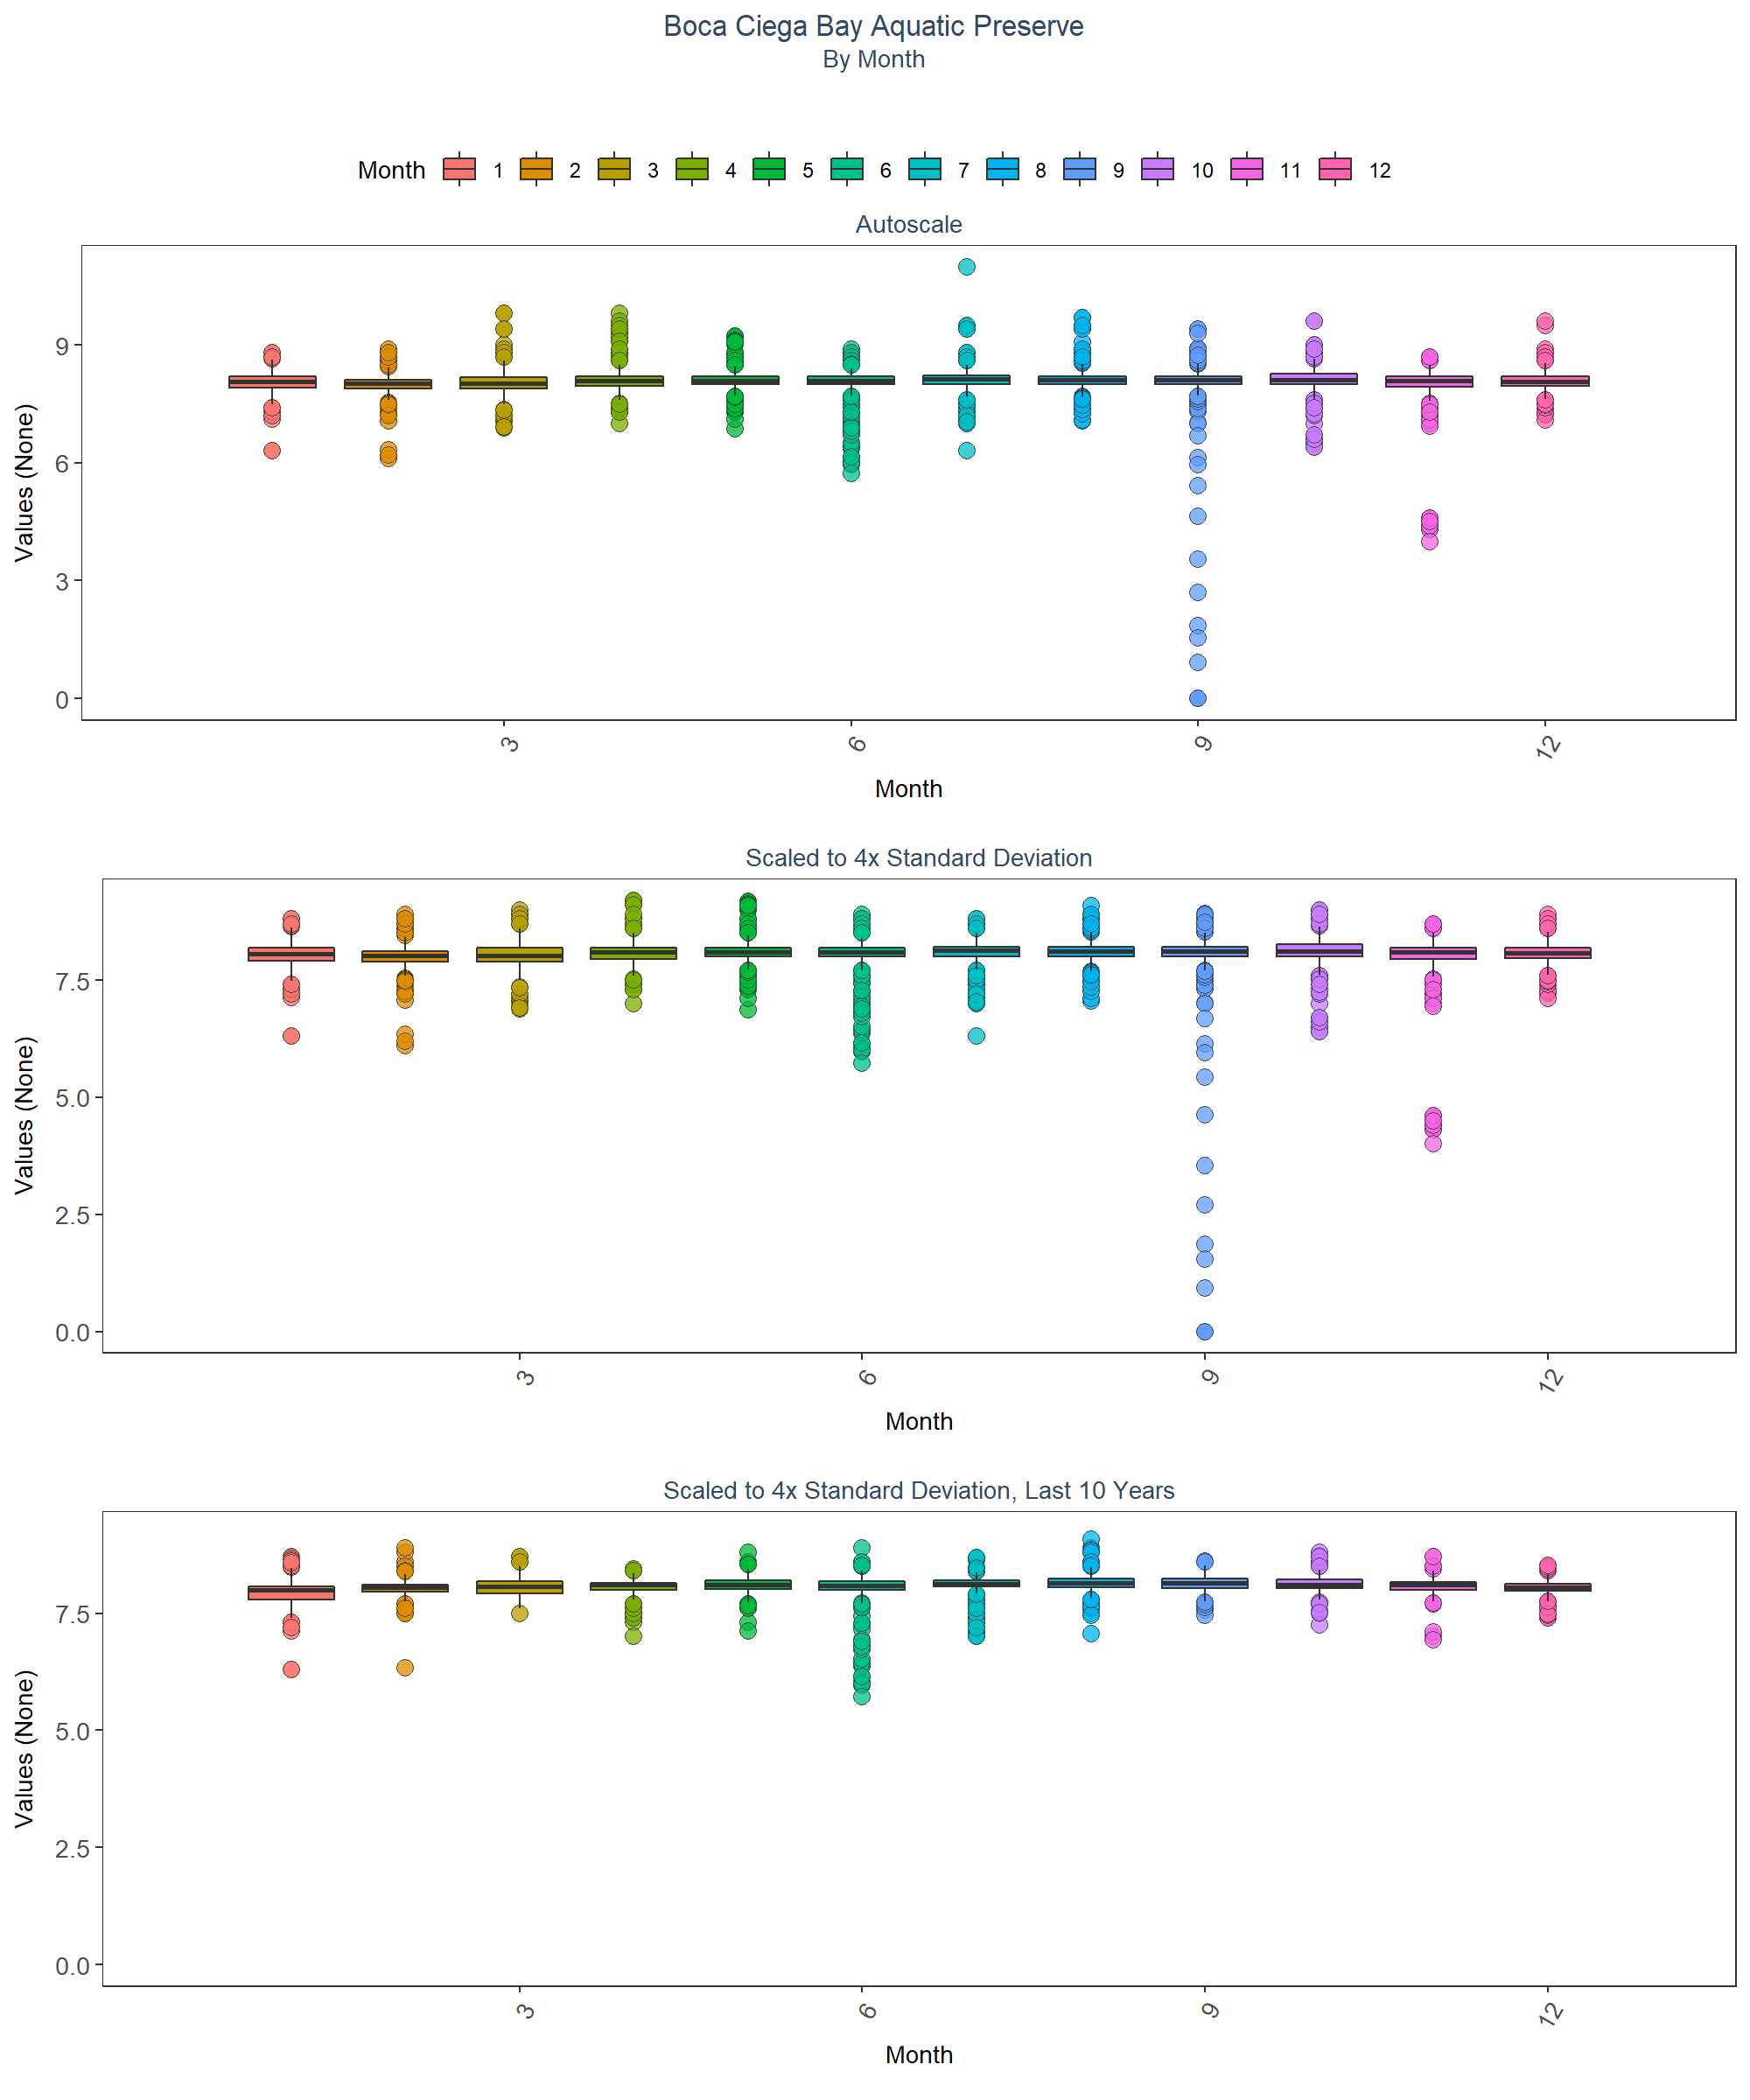 Boca Ciega Bay Aquatic Preserve
By Month
Month 1 2 3 4 5 6 7 8 9 10 11 12
Autoscale
Values (None)
9
6
3
0
3 6 9 12
Month
Scaled to 4x Standard Deviation
Values (None)
7.5
5.0
2.5
0.0
3 6 9 12
Month
Scaled to 4x Standard Deviation, Last 10 Years
Values (None)
7.5
5.0
2.5
0.0
3 6 9 12
Month